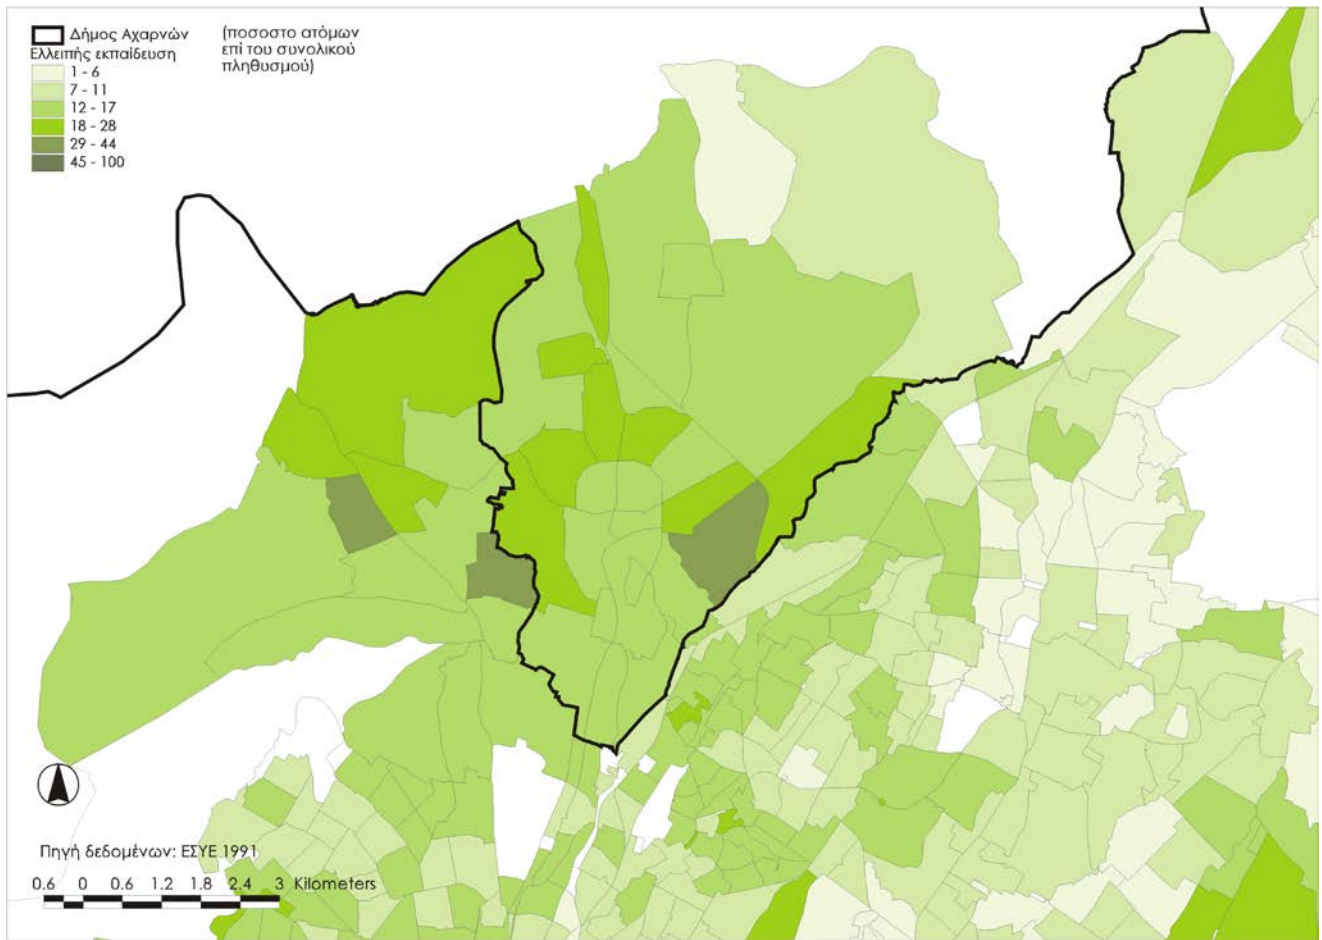 Δήμος Αχαρνών
Ελλειπής εκπαίδευση
(ποσοστο ατόμων
επί του συνολικού
πληθυσμού)
1 - 6
7 - 11
12 - 17
18 - 28
29 - 44
45 - 100
Πηγή δεδομένων: ΕΣΥΕ 1991
0.6 0 0.6 1.2 1.8 2.4 3 Kilometers